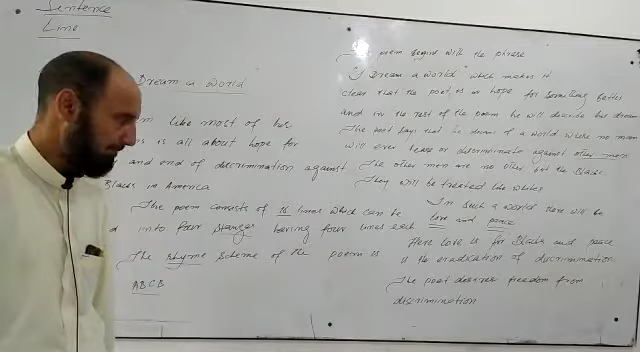 Sentence
Line
Dream a World
m like most of his
s is all about hope for
and end of discrimination against
Blacks in America
The poem consists of 16 lines which can be
d into four stanzas having four lines each
The rhyme scheme of the poem is
ABCB
The poem begins with the phrase
"I Dream a world" which makes it
clear that the poet is in hope for something better
and in the rest of the poem he will describe his dream
The poet says that I dream of a world where no man
will ever tease or discriminate against other men
The other men are no other but the Blacks.
They will be treated like whites
In such a world there will be
love and peace
Here love is for Blacks and peace
is the eradication of discrimination
The poet desires freedom from
discrimination